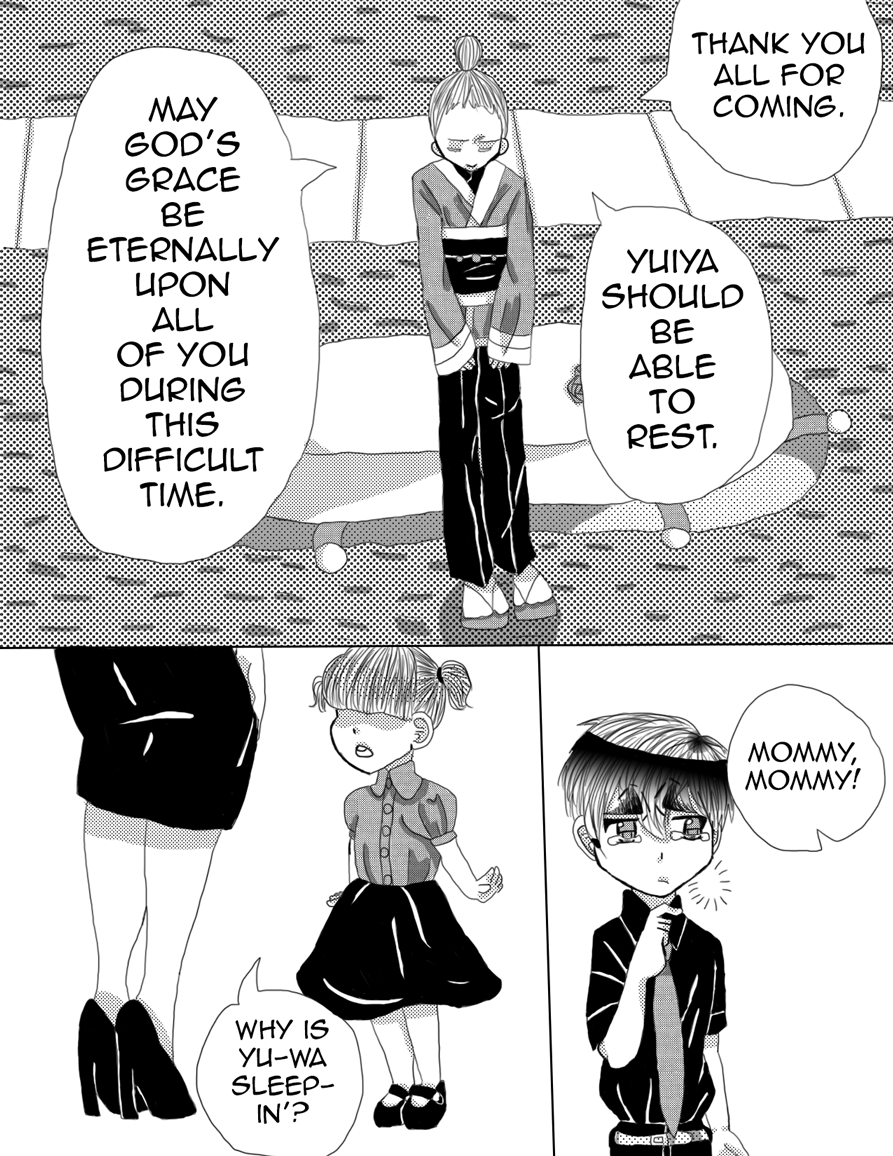 THANK YOU
ALL FOR
COMING.
YUIYA
SHOULD
BE
ABLE
TO
REST.
MAY
GOD'S
GRACE
BE
ETERNALLY
UPON
ALL
OF YOU
DURING
THIS
DIFFICULT
TIME.
WHY IS
YU-WA
SLEEP-
IN'?
MOMMY,
MOMMY!